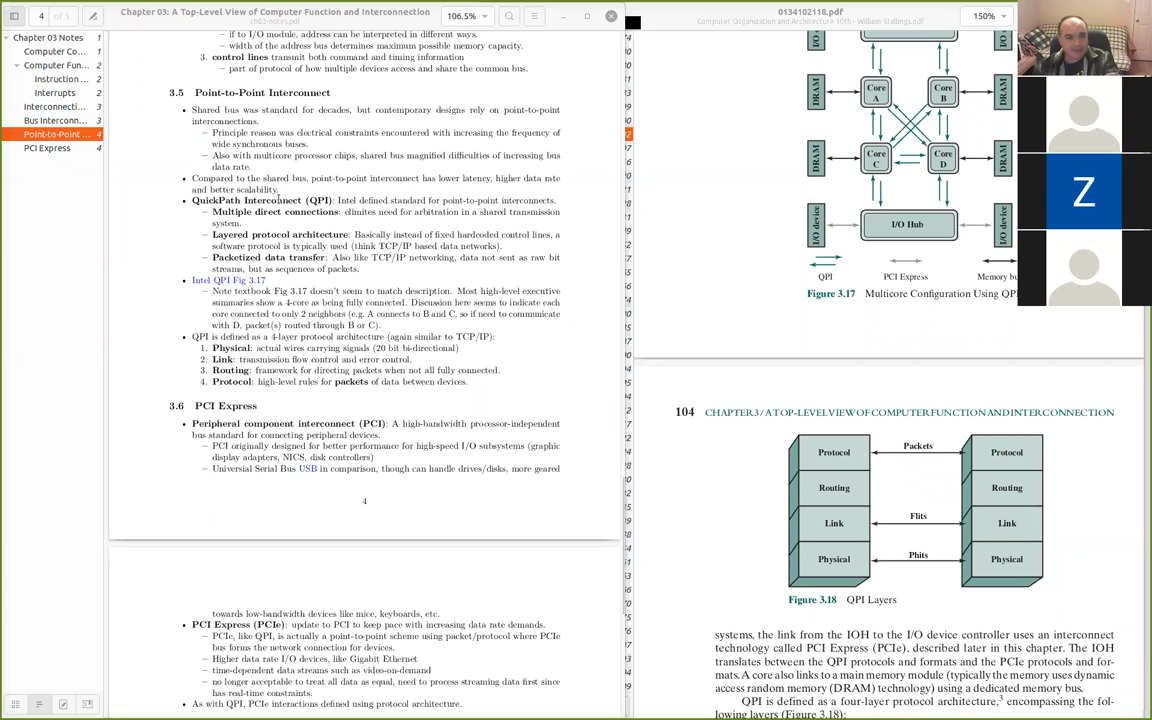 4 of 5
Chapter 03: A Top-Level View of Computer Function and Interconnection
ch03-notes.pdf
106.5%
Chapter 03 Notes 1
Computer Co... 1
Computer Fun... 2
Instruction ... 2
Interrupts 2
Interconnecti... 3
Bus Interconn... 3
Point-to-Point ... 4
PCI Express 4
– if to I/O module, address can be interpreted in different ways.
– width of the address bus determines maximum possible memory capacity.
3. control lines transmit both command and timing information
– part of protocol of how multiple devices access and share the common bus.
3.5 Point-to-Point Interconnect
• Shared bus was standard for decades, but contemporary designs rely on point-to-point
interconnections.
– Principle reason was electrical constraints encountered with increasing the frequency of
wide synchronous buses.
– Also with multicore processor chips, shared bus magnified difficulties of increasing bus
data rate.
• Compared to the shared bus, point-to-point interconnect has lower latency, higher data rate
and better scalability.
• QuickPath Interconnect (QPI): Intel defined standard for point-to-point interconnects.
– Multiple direct connections: elimites need for arbitration in a shared transmission
system.
– Layered protocol architecture: Basically instead of fixed hardcoded control lines, a
software protocol is typically used (think TCP/IP based data networks).
– Packetized data transfer: Also like TCP/IP networking, data not sent as raw bit
streams, but as sequences of packets.
• Intel QPI Fig 3.17
– Note textbook Fig 3.17 doesn't seem to match description. Most high-level executive
summaries show a 4-core as being fully connected. Discussion here seems to indicate each
core connected to only 2 neighbors (e.g. A connects to B and C, so if need to communicate
with D, packet(s) routed through B or C).
• QPI is defined as a 4-layer protocol architecture (again similar to TCP/IP):
1. Physical: actual wires carrying signals (20 bit bi-directional)
2. Link: transmission flow control and error control.
3. Routing: framework for directing packets when not all fully connected.
4. Protocol: high-level rules for packets of data between devices.
3.6 PCI Express
• Peripheral component interconnect (PCI): A high-bandwidth processor-independent
bus standard for connecting peripheral devices.
– PCI originally designed for better performance for high-speed I/O subsystems (graphic
display adapters, NICS, disk controllers)
– Universial Serial Bus USB in comparison, though can handle drives/disks, more geared
4
towards low-bandwidth devices like mice, keyboards, etc.
• PCI Express (PCIe): update to PCI to keep pace with increasing data rate demands.
– PCIe, like QPI, is actually a point-to-point scheme using packet/protocol where PCIe
bus forms the network connection for devices.
– Higher data rate I/O devices, like Gigabit Ethernet
– time-dependent data streams such as video-on-demand
– no longer acceptable to treat all data as equal, need to process streaming data first since
has real-time constraints.
• As with QPI, PCIe interactions defined using protocol architecture.
0134102118.pdf
Computer Organization and Architecture 10th - William Stallings.pdf
150%
DRAM
Core
A
Core
B
DRAM
DRAM
Core
C
Core
D
DRAM
I/O device
I/O Hub
I/O device
QPI
PCI Express
Memory bu
Figure 3.17 Multicore Configuration Using QPI
104 CHAPTER 3 / A TOP-LEVEL VIEW OF COMPUTER FUNCTION AND INTERCONNECTION
Protocol Packets Protocol
Routing Routing
Link Flits Link
Physical Phits Physical
Figure 3.18 QPI Layers
systems, the link from the IOH to the I/O device controller uses an interconnect
technology called PCI Express (PCIe), described later in this chapter. The IOH
translates between the QPI protocols and formats and the PCIe protocols and for-
mats. A core also links to a main memory module (typically the memory uses dynamic
access random memory (DRAM) technology) using a dedicated memory bus.
QPI is defined as a four-layer protocol architecture,3 encompassing the fol-
lowing layers (Figure 3.18):
Z